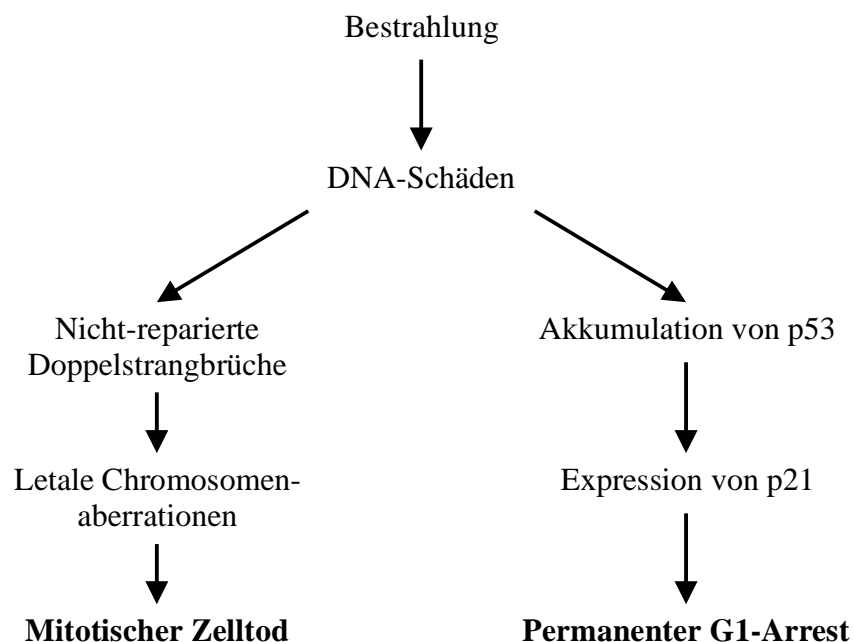 Bestrahlung
DNA-Schäden
Nicht-reparierte
Doppelstrangbrüche
Akkumulation von p53
Letale Chromosomen-
aberrationen
Expression von p21
Mitotischer Zelltod
Permanenter G1-Arrest